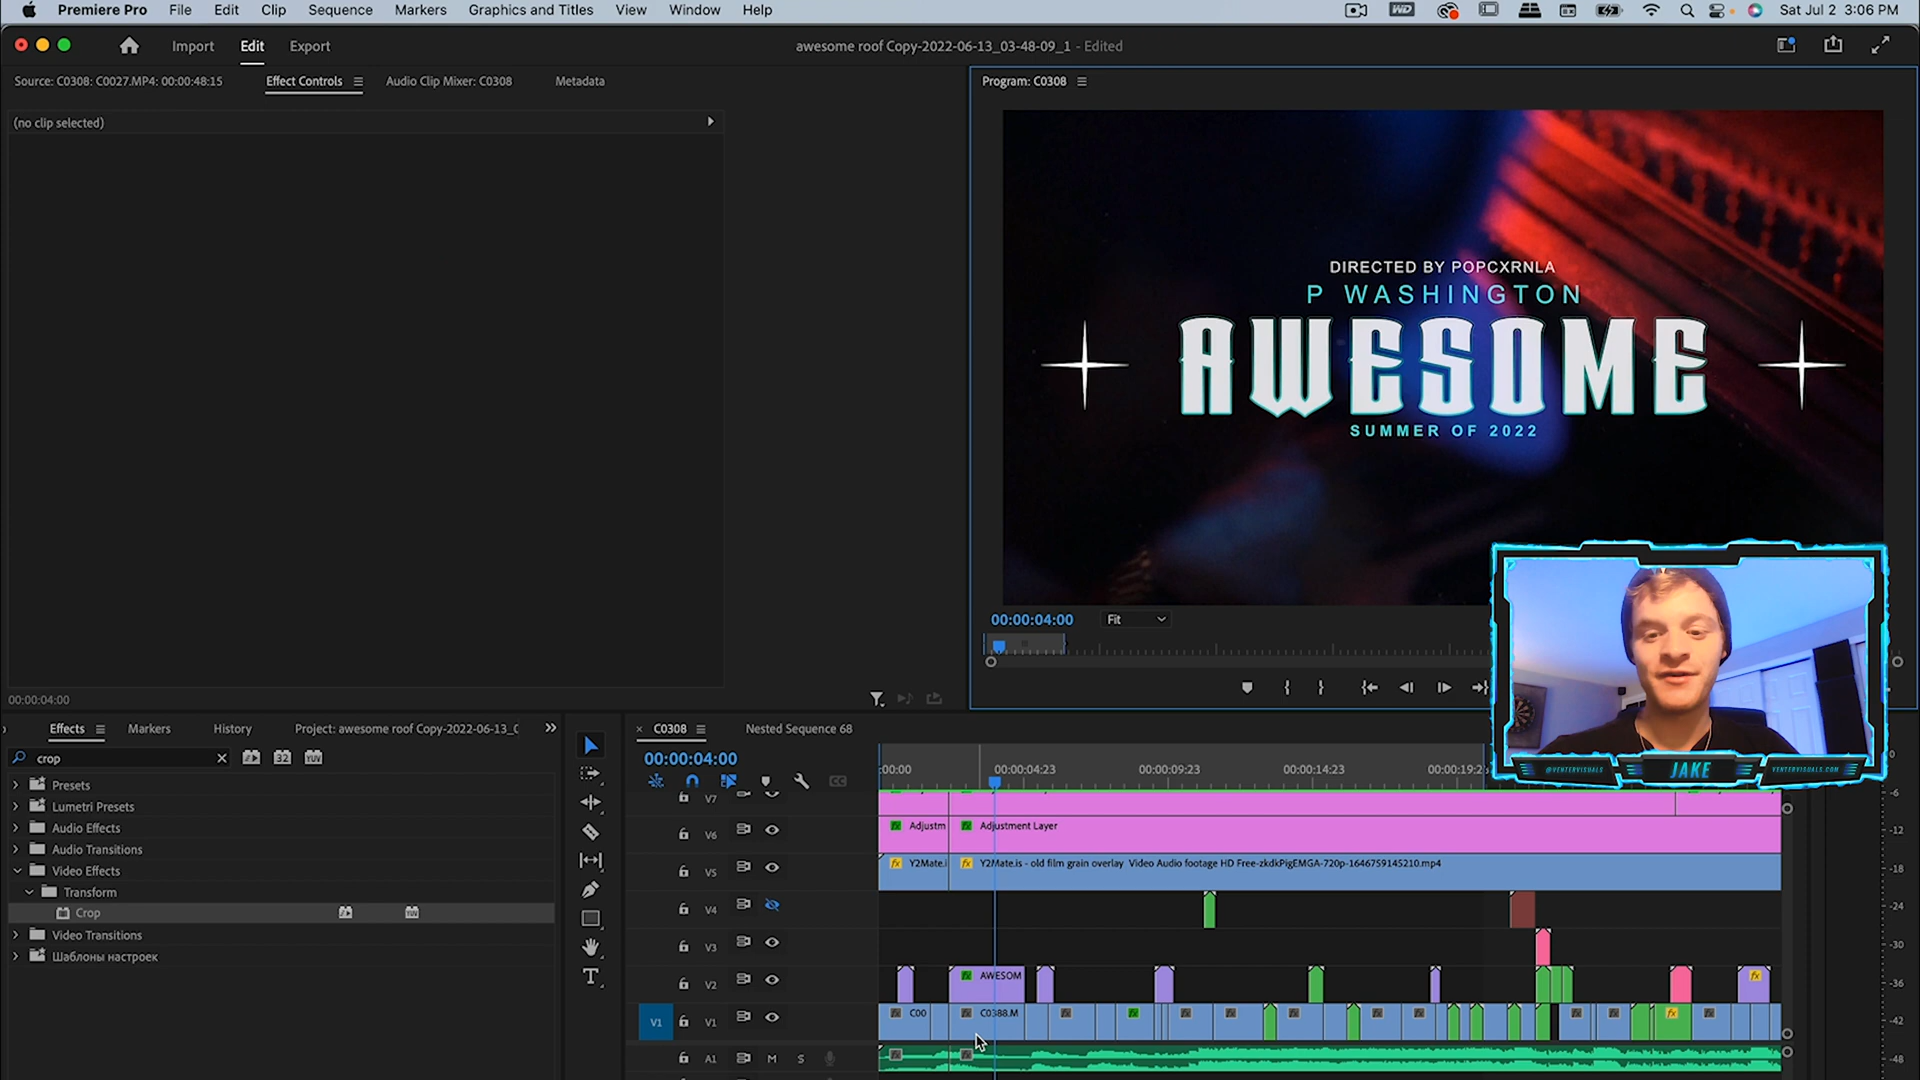 Premiere Pro File Edit Clip Sequence Markers Graphics and Titles View Window Help
Sat Jul 2 3:06 PM
Import Edit Export
awesome roof Copy-2022-06-13_03-48-09_1 - Edited
Source: C0308: C0027.MP4: 00:00:48:15
Effect Controls
Audio Clip Mixer: C0308
Metadata
Program: C0308
(no clip selected)
DIRECTED BY POPCXRNLA
P WASHINGTON
AWESOME
SUMMER OF 2022
00:00:04:00
Fit
@VENTERVISUALS
JAKE
VENTERVISUALS.COM
00:00:04:00
Effects
Markers
History
Project: awesome roof Copy-2022-06-13_0
crop
Presets
Lumetri Presets
Audio Effects
Audio Transitions
Video Effects
Transform
Crop
Video Transitions
Шаблоны настроек
C0308
Nested Sequence 68
00:00:04:00
:00:00
00:00:04:23
00:00:09:23
00:00:14:23
00:00:19:2
V7
V6
Adjustm
Adjustment Layer
V5
Y2Mate.i
Y2Mate.is - old film grain overlay Video Audio footage HD Free-zkdkPigEMGA-720p-1646759145210.mp4
V4
V3
V2
AWESOM
V1
V1
C00
C0388.M
A1
M
S
0
-6
-12
-18
-24
-30
-36
-42
-48